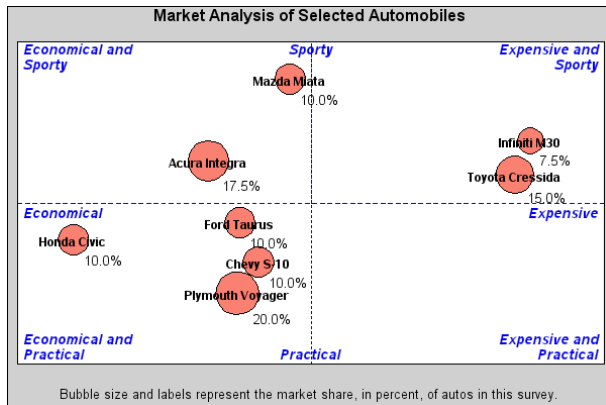 Market Analysis of Selected Automobiles
Economical and
Sporty
Sporty
Expensive and
Sporty
Mazda Miata
10.0%
Infiniti M30
7.5%
Acura Integra
17.5%
Toyota Cressida
15.0%
Economical
Expensive
Ford Taurus
10.0%
Honda Civic
10.0%
Chevy S-10
10.0%
Plymouth Voyager
20.0%
Economical and
Practical
Practical
Expensive and
Practical
Bubble size and labels represent the market share, in percent, of autos in this survey.